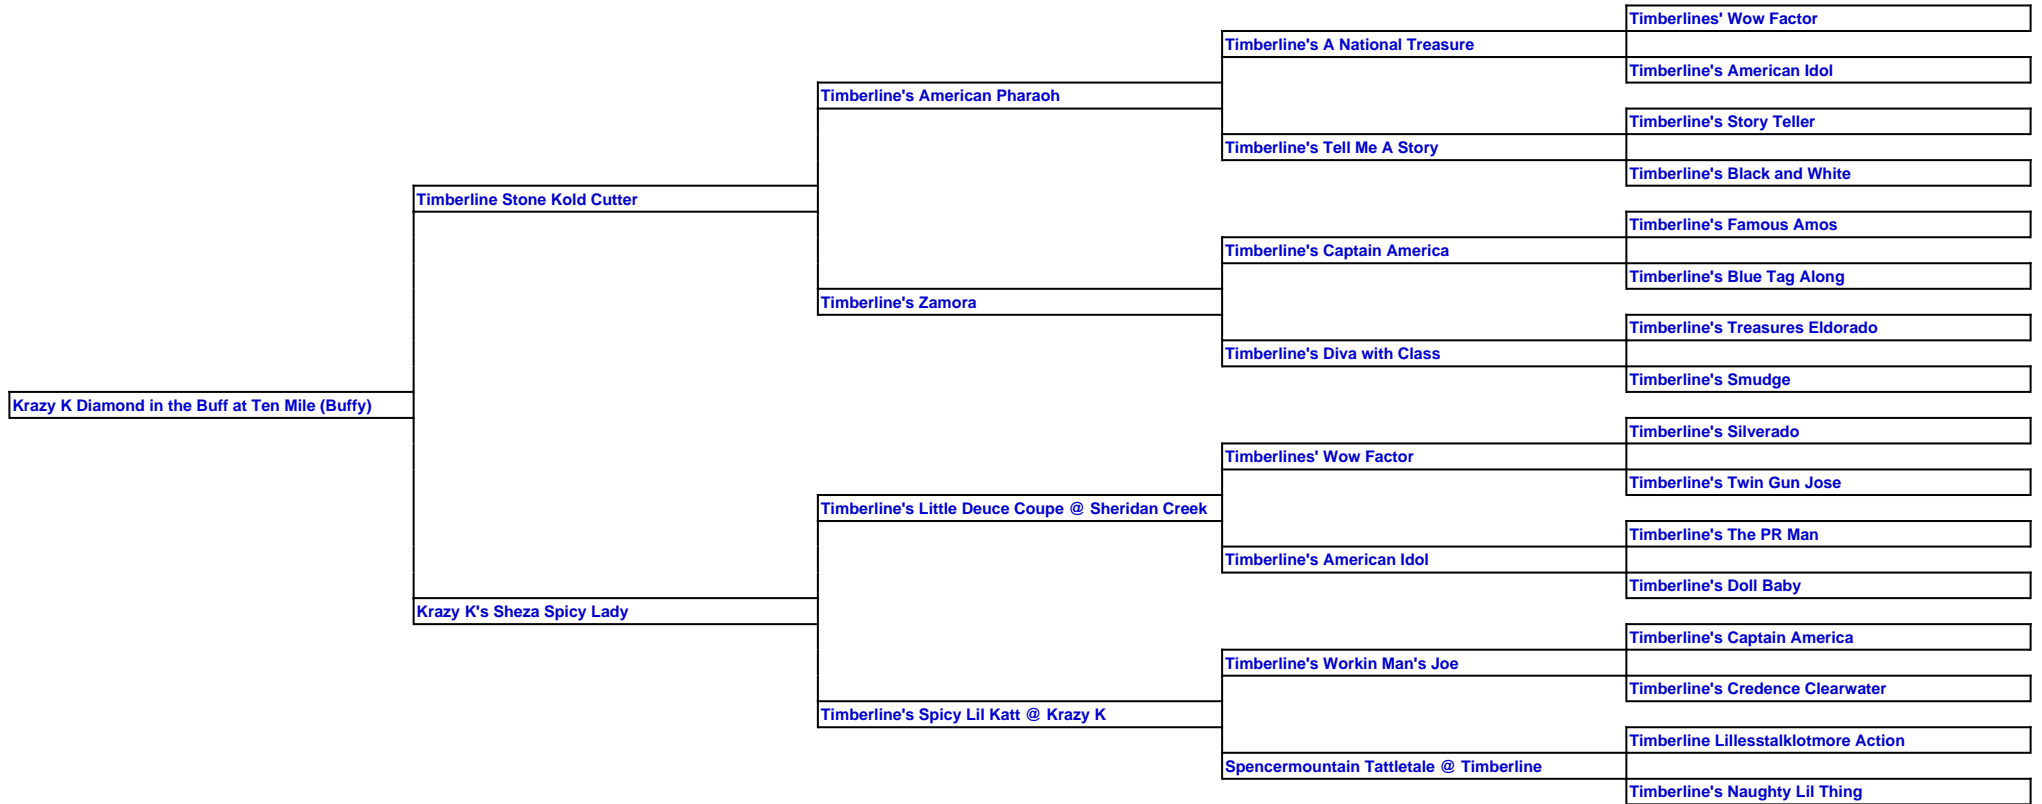 Timberlines' Wow Factor
Timberline's A National Treasure
Timberline's American Idol
Timberline's American Pharaoh
Timberline's Story Teller
Timberline's Tell Me A Story
Timberline's Black and White
Timberline Stone Kold Cutter
Timberline's Famous Amos
Timberline's Captain America
Timberline's Blue Tag Along
Timberline's Zamora
Timberline's Treasures Eldorado
Timberline's Diva with Class
Timberline's Smudge
Krazy K Diamond in the Buff at Ten Mile (Buffy)
Timberline's Silverado
Timberlines' Wow Factor
Timberline's Twin Gun Jose
Timberline's Little Deuce Coupe @ Sheridan Creek
Timberline's The PR Man
Timberline's American Idol
Timberline's Doll Baby
Krazy K's Sheza Spicy Lady
Timberline's Captain America
Timberline's Workin Man's Joe
Timberline's Credence Clearwater
Timberline's Spicy Lil Katt @ Krazy K
Timberline Lillesstalklotmore Action
Spencermountain Tattletale @ Timberline
Timberline's Naughty Lil Thing